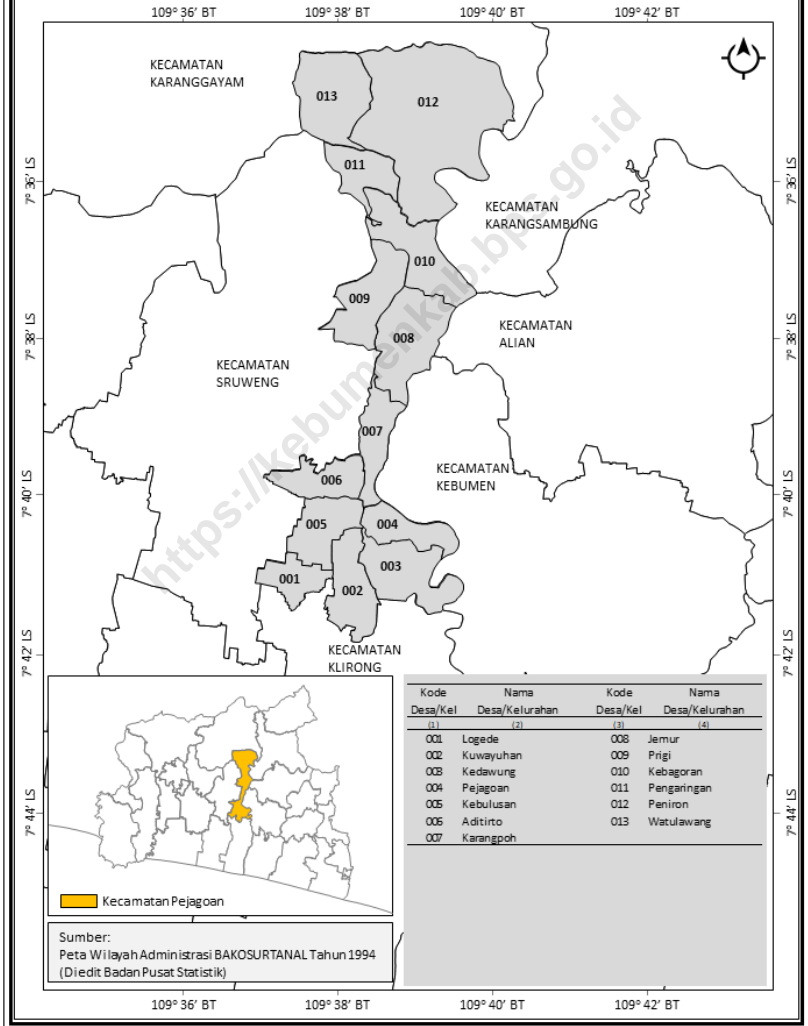 109° 36’ BT 109° 38’ BT 109° 40’ BT 109° 42’ BT
KECAMATAN
KARANGGAYAM
013
012
011
7° 36’ LS
7° 36’ LS
KECAMATAN
KARANGSAMBUNG
010
009
008
KECAMATAN
ALIAN
7° 38’ LS
7° 38’ LS
KECAMATAN
SRUWENG
007
KECAMATAN
KEBUMEN
006
7° 40’ LS
7° 40’ LS
005
004
003
001
002
KECAMATAN
KLIRONG
7° 42’ LS
7° 42’ LS
https://kebumenkab.bps.go.id
Kode Nama Kode Nama
Desa/Kel Desa/Kelurahan Desa/Kel Desa/Kelurahan
(1) (2) (3) (4)
001 Logede 008 Jemur
002 Kuwayuhan 009 Prigi
003 Kedawung 010 Kebagoran
004 Pejagoan 011 Pengaringan
005 Kebulusan 012 Peniron
006 Aditirto 013 Watulawang
007 Karangpoh
7° 44’ LS
7° 44’ LS
Kecamatan Pejagoan
Sumber:
Peta Wilayah Administrasi BAKOSURTANAL Tahun 1994
(Diedit Badan Pusat Statistik)
109° 36’ BT 109° 38’ BT 109° 40’ BT 109° 42’ BT